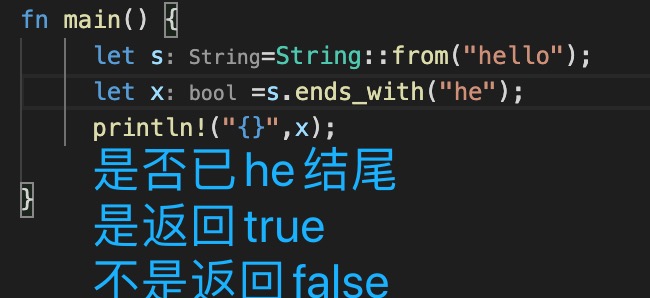 fn main() {
let s: String=String::from("hello");
let x: bool =s.ends_with("he");
println!("{}",x);
是否已he结尾
}
是返回true
不是返回false